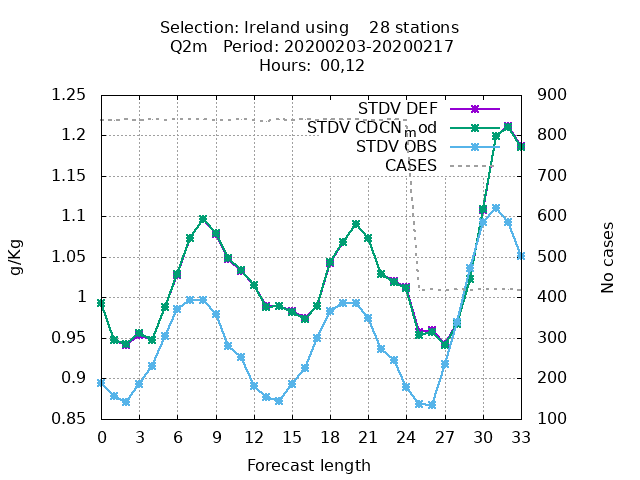 Selection: Ireland using    28 stations
Q2m   Period: 20200203-20200217
Hours:  00,12
1.25
1.2
1.15
1.1
1.05
1
0.95
0.9
0.85
g/Kg
STDV DEF
STDV CDCNmod
STDV OBS
CASES
900
800
700
600
500
400
300
200
100
No cases
0 3 6 9 12 15 18 21 24 27 30 33
Forecast length